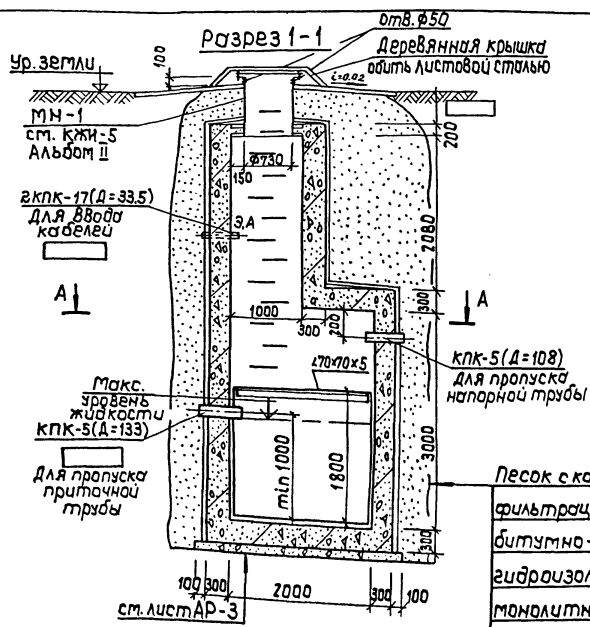 отв. ф50
Разрез 1-1
Деревянная крышка
обить листовой сталью
Ур. земли
100
i=0.02
МН-1
см. КЖИ-5
Альбом II
200
ф730
150
2КПК-17(Д=33.5)
Для ввода
кабелей
Э,А
2080
А
А
300
1000
300
200
КПК-5(Д=108)
для пропуска
напорной трубы
∠70×70×5
Макс.
уровень
жидкости
КПК-5(Д=133)
Для пропуска
приточной
трубы
min 1000
1800
3000
300
Песок с ко
фильтрац
битумно-
гидроизол
монолитн
100
300
2000
300
100
см. лист АР-3